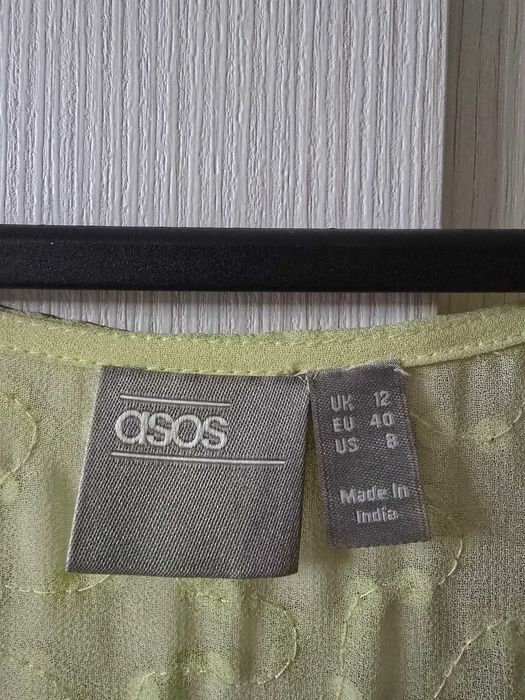 asos
UK 12
EU 40
US 8
Made In
India